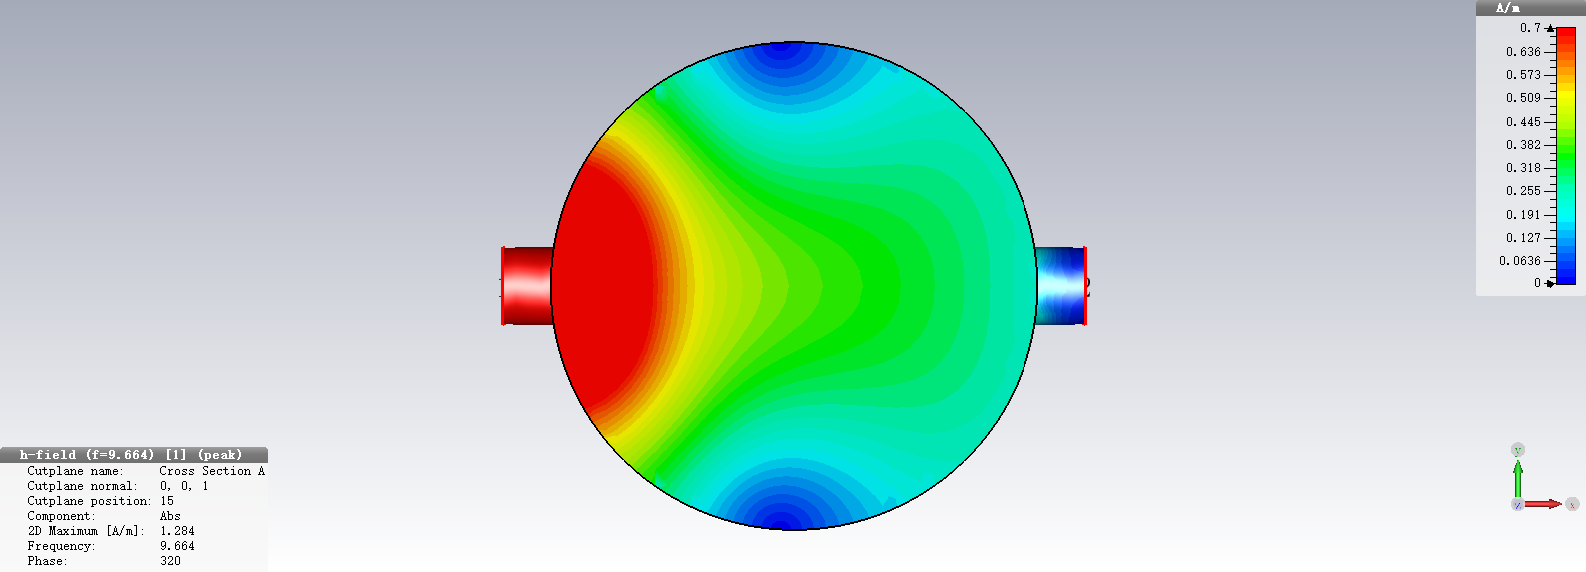 A/m
0.7
0.636
0.573
0.509
0.445
0.382
0.318
0.255
0.191
0.127
0.0636
0
2
Y
Z
X
h-field (f=9.664) [1] (peak)
Cutplane name: Cross Section A
Cutplane normal: 0, 0, 1
Cutplane position: 15
Component: Abs
2D Maximum [A/m]: 1.284
Frequency: 9.664
Phase: 320